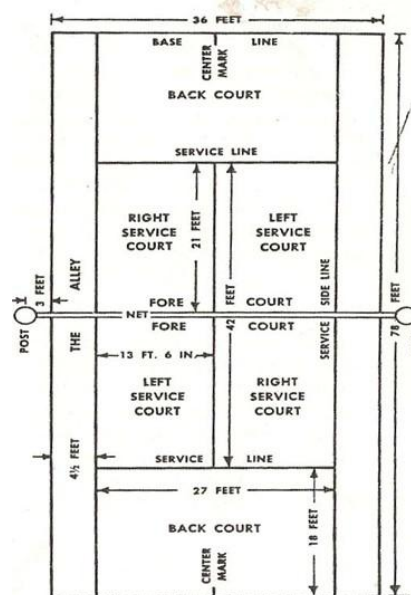 36 FEET
BASE LINE
CENTER
MARK
BACK COURT
SERVICE LINE
RIGHT
SERVICE
COURT
21 FEET
LEFT
SERVICE
COURT
3 FEET
THE ALLEY
42 FEET
SERVICE SIDE LINE
78 FEET
FORE COURT
NET
FORE COURT
POST
13 FT. 6 IN.
LEFT
SERVICE
COURT
RIGHT
SERVICE
COURT
4½ FEET
SERVICE LINE
27 FEET
18 FEET
BACK COURT
CENTER
MARK